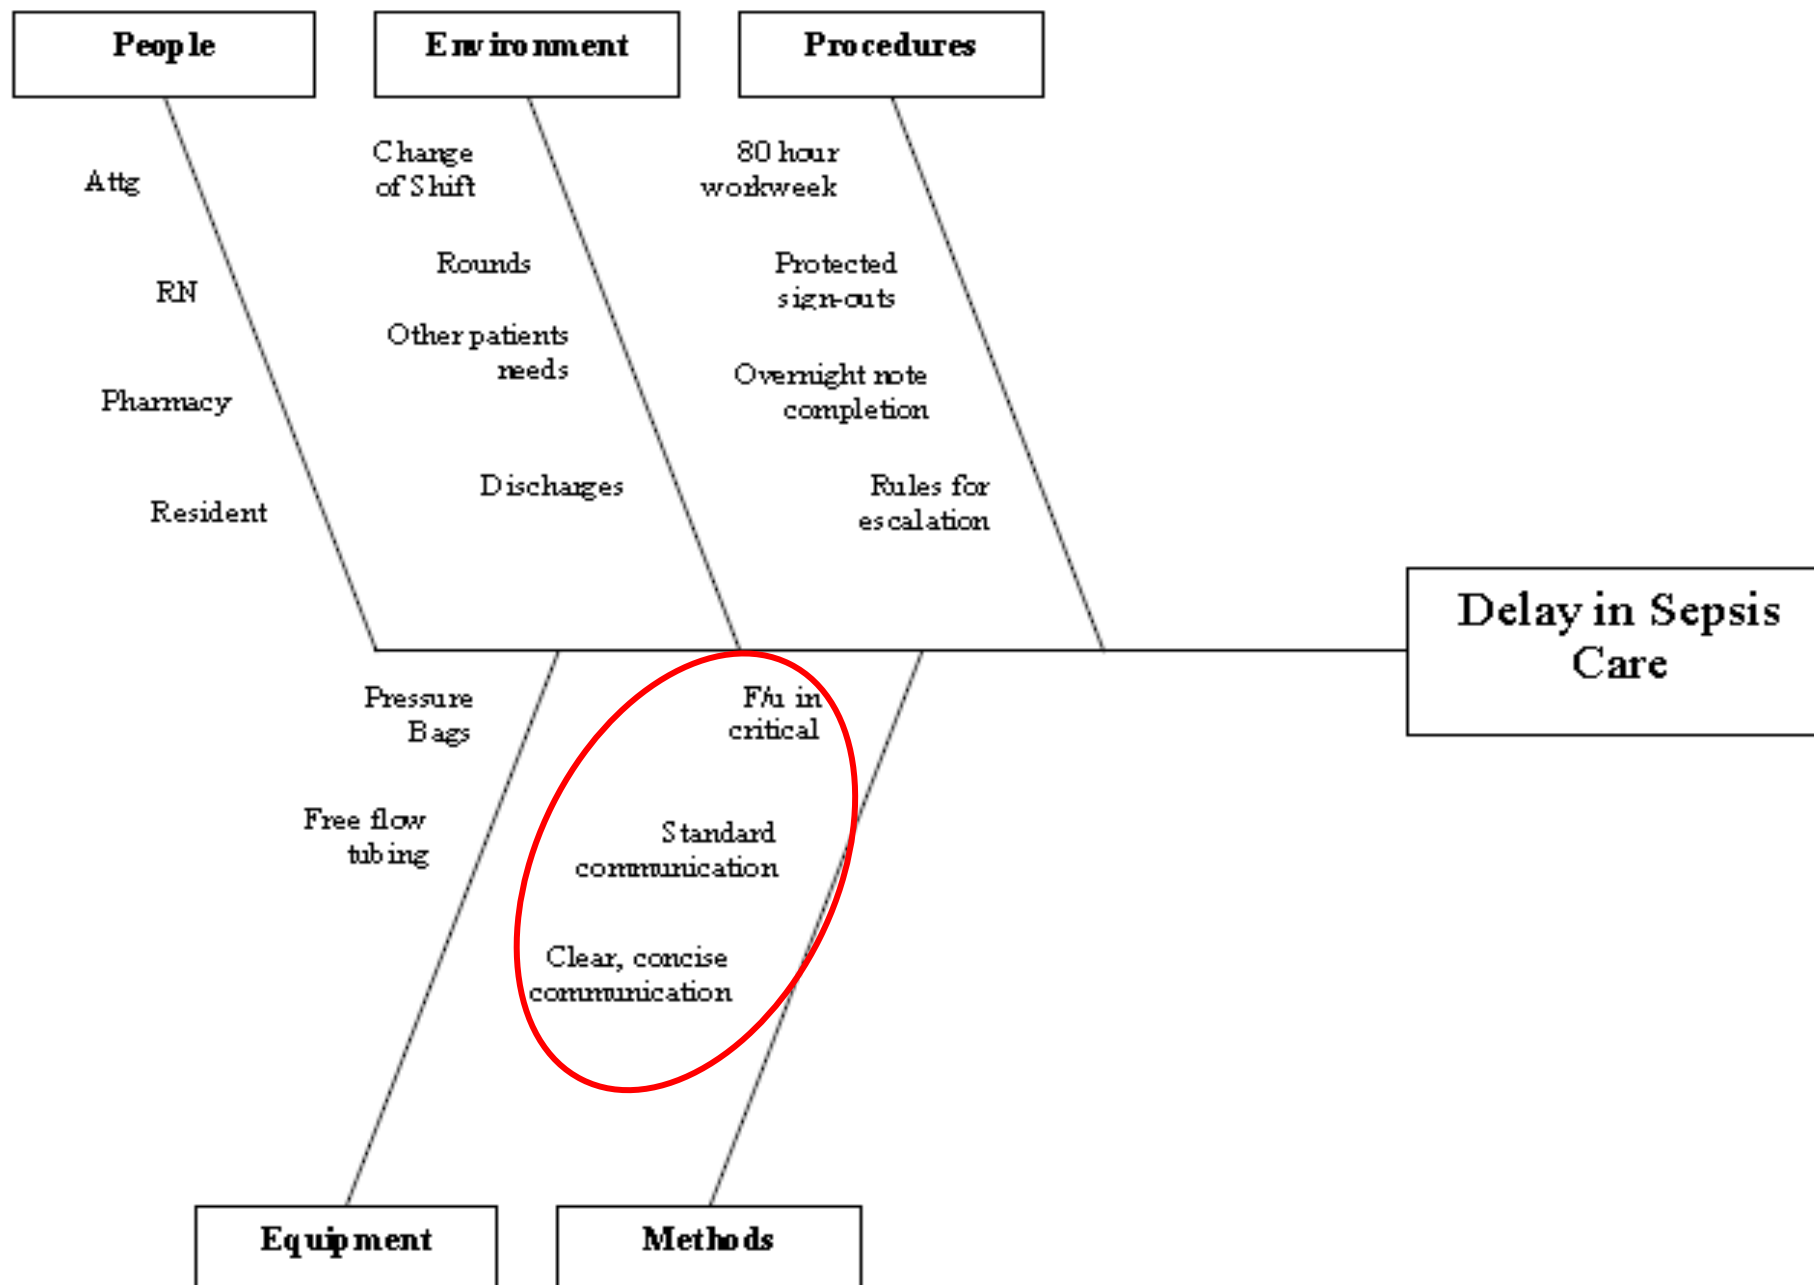 People
Environment
Procedures
Attg
RN
Pharmacy
Resident
Change
of Shift
Rounds
Other patients
needs
Discharges
80 hour
workweek
Protected
sign-outs
Overnight note
completion
Rules for
escalation
Delay in Sepsis
Care
Pressure
Bags
Free flow
tubing
F/u in
critical
Standard
communication
Clear, concise
communication
Equipment
Methods